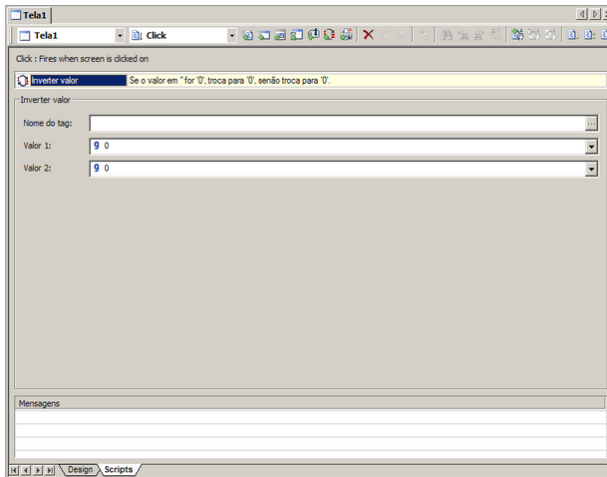 Tela1
Tela1 Click
Click : Fires when screen is clicked on
Inverter valor Se o valor em '' for '0', troca para '0', senão troca para '0'.
Inverter valor
Nome do tag: ...
Valor 1: 9 0
Valor 2: 9 0
Mensagens
Design Scripts